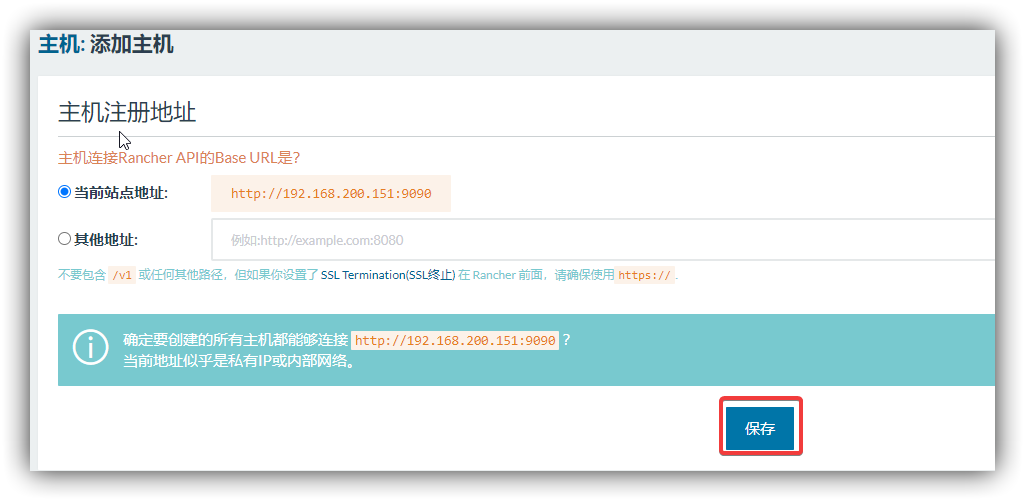 主机: 添加主机
主机注册地址
主机连接Rancher API的Base URL是?
当前站点地址: http://192.168.200.151:9090
其他地址: 例如:http://example.com:8080
不要包含 /v1 或任何其他路径，但如果你设置了 SSL Termination(SSL终止) 在 Rancher 前面，请确保使用 https:// .
确定要创建的所有主机都能够连接 http://192.168.200.151:9090 ?
当前地址似乎是私有IP或内部网络。
保存